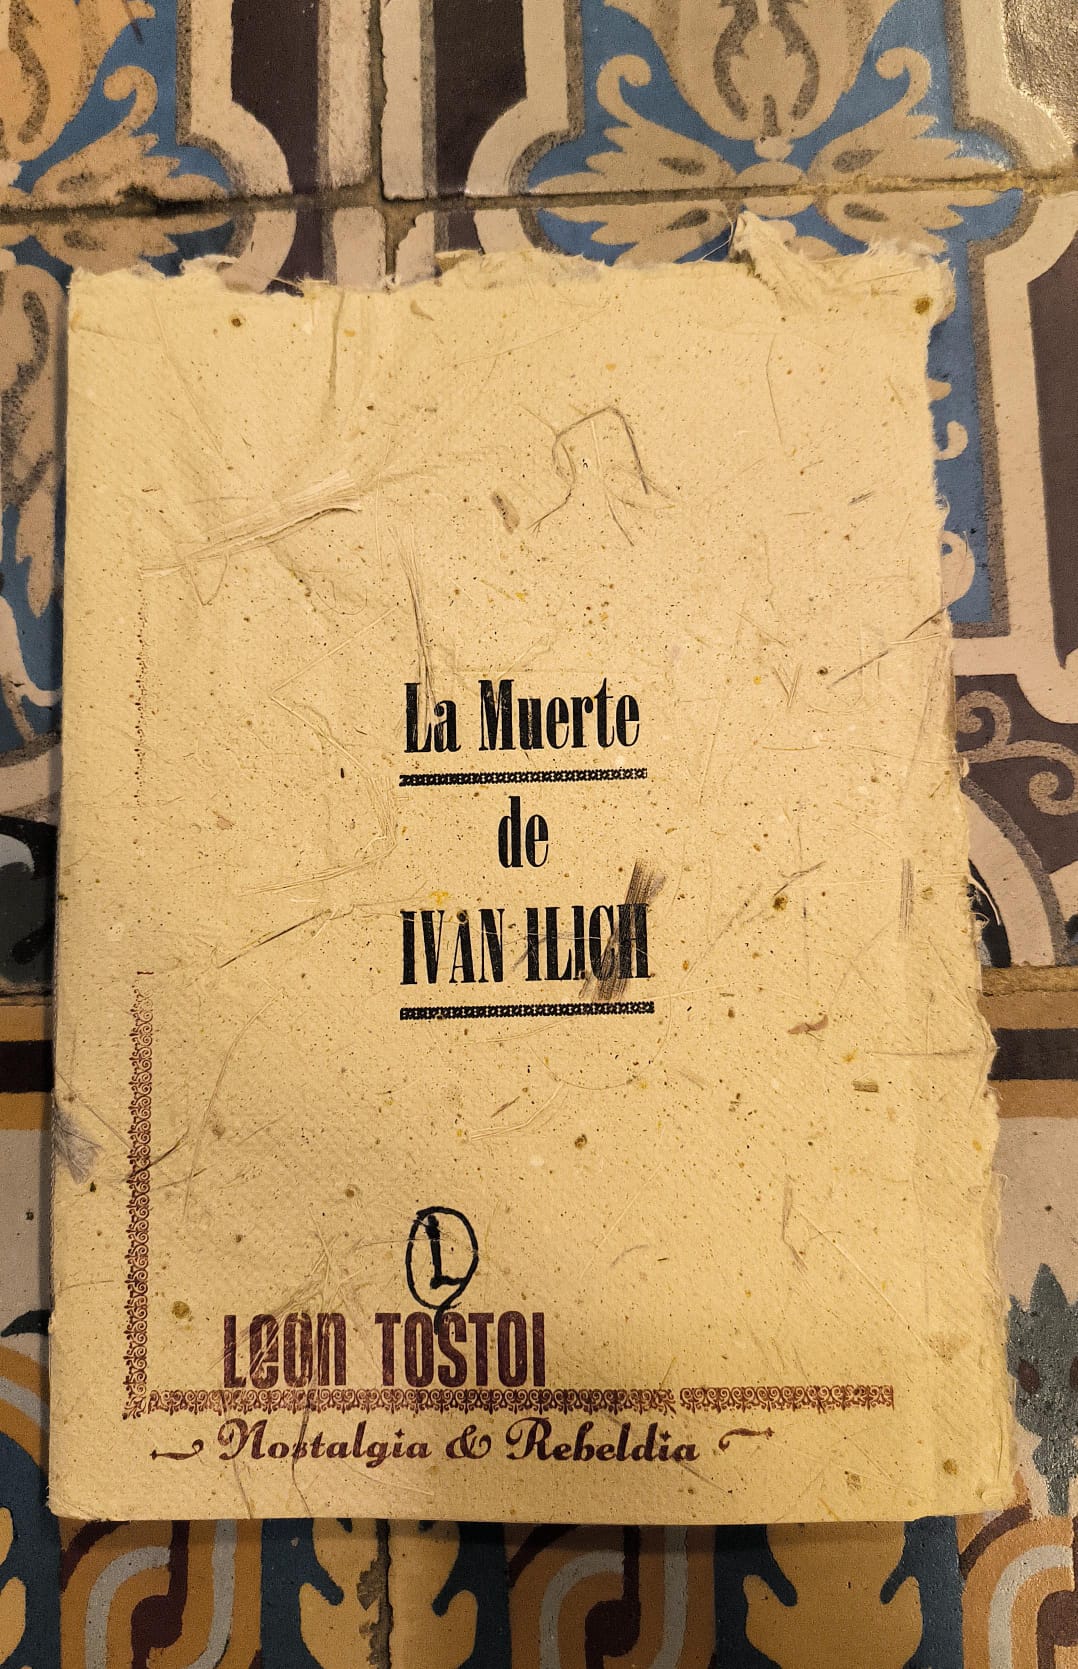 La Muerte
de
IVAN ILICH
L
LEON TOSTOI
Nostalgia & Rebeldia